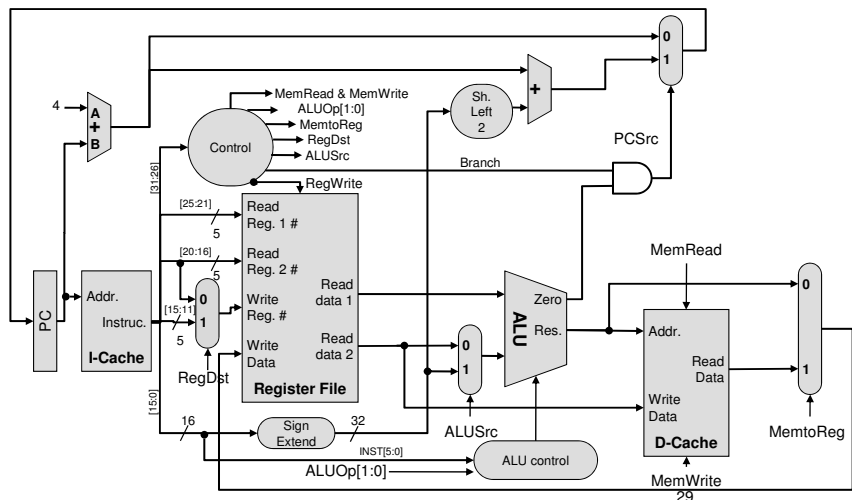 0
1
4
A
+
B
Sh.
Left
2
+
MemRead & MemWrite
ALUOp[1:0]
MemtoReg
RegDst
ALUSrc
Control
PCSrc
Branch
[31:26]
RegWrite
[25:21]
5
Read
Reg. 1 #
[20:16]
5
Read
Reg. 2 #
0
1
[15:11]
5
Write
Reg. #
Write
Data
Read
data 1
Read
data 2
Register File
PC
Addr.
Instruc.
I-Cache
RegDst
[15:0]
16
Sign
Extend
32
INST[5:0]
ALUOp[1:0]
ALU control
0
1
ALUSrc
ALU
Zero
Res.
MemRead
Addr.
Read
Data
Write
Data
D-Cache
MemWrite
0
1
MemtoReg
29